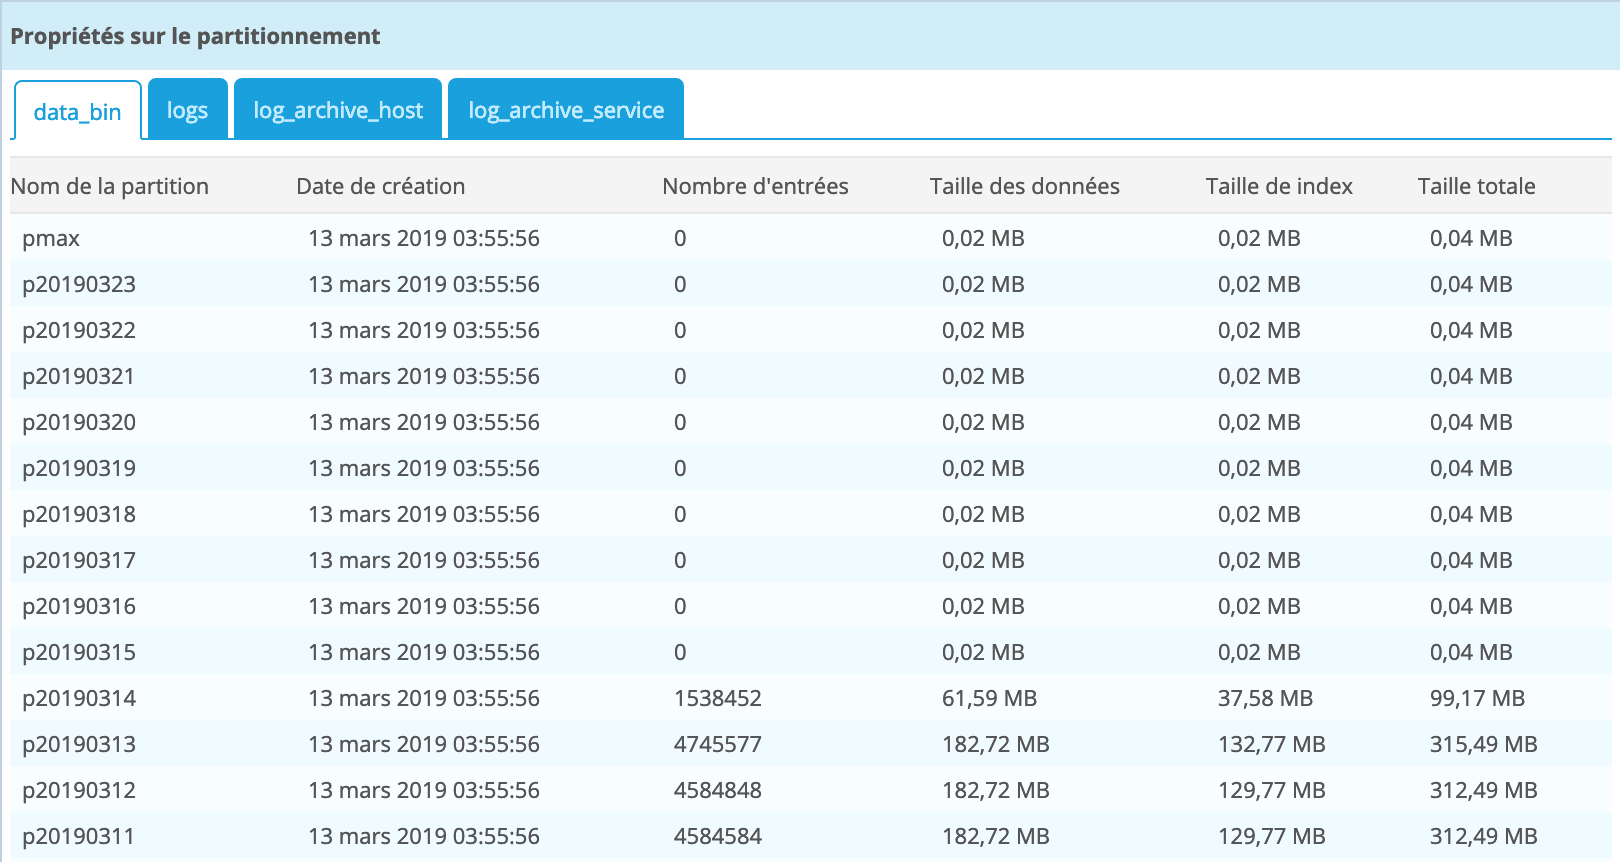 Propriétés sur le partitionnement
data_bin logs log_archive_host log_archive_service
Nom de la partition Date de création Nombre d'entrées Taille des données Taille de index Taille totale
pmax 13 mars 2019 03:55:56 0 0,02 MB 0,02 MB 0,04 MB
p20190323 13 mars 2019 03:55:56 0 0,02 MB 0,02 MB 0,04 MB
p20190322 13 mars 2019 03:55:56 0 0,02 MB 0,02 MB 0,04 MB
p20190321 13 mars 2019 03:55:56 0 0,02 MB 0,02 MB 0,04 MB
p20190320 13 mars 2019 03:55:56 0 0,02 MB 0,02 MB 0,04 MB
p20190319 13 mars 2019 03:55:56 0 0,02 MB 0,02 MB 0,04 MB
p20190318 13 mars 2019 03:55:56 0 0,02 MB 0,02 MB 0,04 MB
p20190317 13 mars 2019 03:55:56 0 0,02 MB 0,02 MB 0,04 MB
p20190316 13 mars 2019 03:55:56 0 0,02 MB 0,02 MB 0,04 MB
p20190315 13 mars 2019 03:55:56 0 0,02 MB 0,02 MB 0,04 MB
p20190314 13 mars 2019 03:55:56 1538452 61,59 MB 37,58 MB 99,17 MB
p20190313 13 mars 2019 03:55:56 4745577 182,72 MB 132,77 MB 315,49 MB
p20190312 13 mars 2019 03:55:56 4584848 182,72 MB 129,77 MB 312,49 MB
p20190311 13 mars 2019 03:55:56 4584584 182,72 MB 129,77 MB 312,49 MB